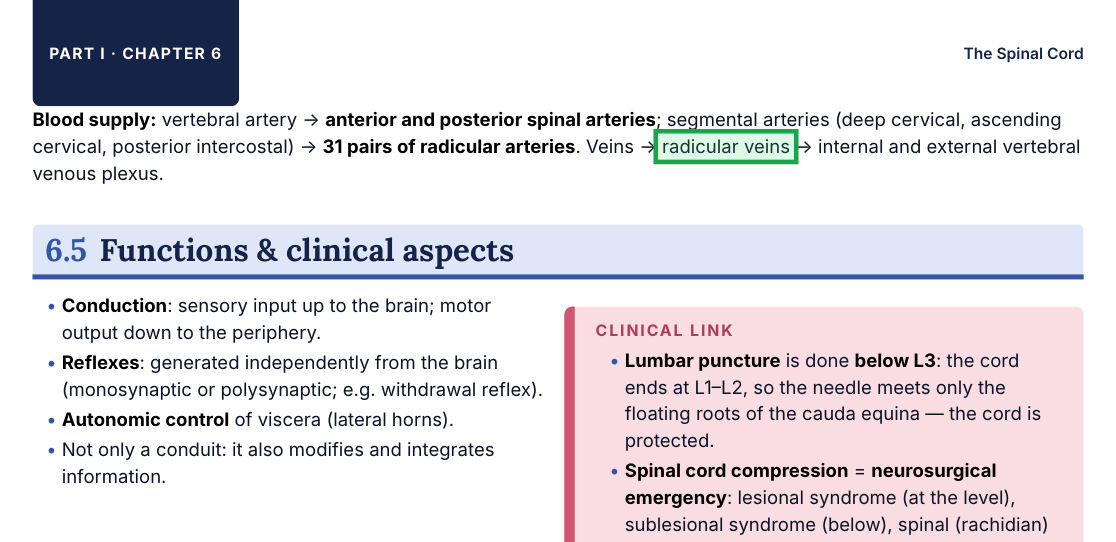 PART I · CHAPTER 6
The Spinal Cord
Blood supply: vertebral artery → anterior and posterior spinal arteries; segmental arteries (deep cervical, ascending
cervical, posterior intercostal) → 31 pairs of radicular arteries. Veins → radicular veins → internal and external vertebral
venous plexus.
6.5 Functions & clinical aspects
• Conduction: sensory input up to the brain; motor
output down to the periphery.
• Reflexes: generated independently from the brain
(monosynaptic or polysynaptic; e.g. withdrawal reflex).
• Autonomic control of viscera (lateral horns).
• Not only a conduit: it also modifies and integrates
information.
CLINICAL LINK
• Lumbar puncture is done below L3: the cord
ends at L1–L2, so the needle meets only the
floating roots of the cauda equina — the cord is
protected.
• Spinal cord compression = neurosurgical
emergency: lesional syndrome (at the level),
sublesional syndrome (below), spinal (rachidian)